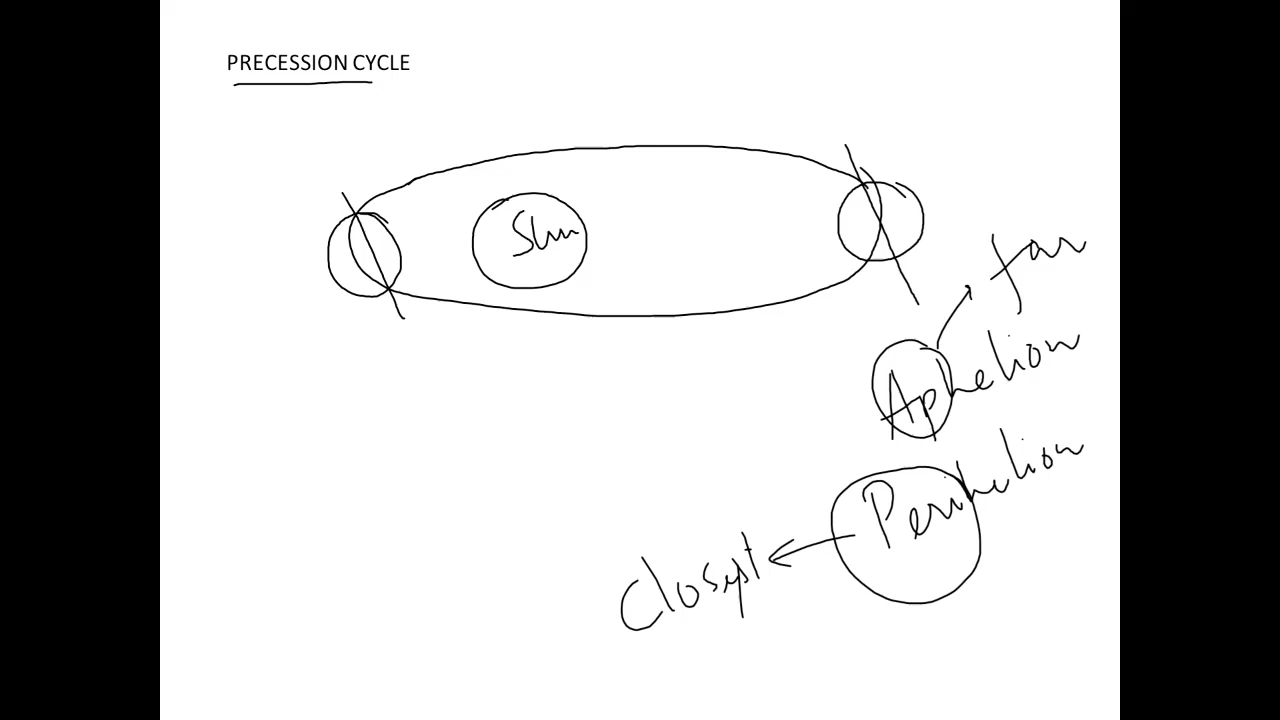 PRECESSION CYCLE
Sun
far
Aphelion
Perihelion
Closest